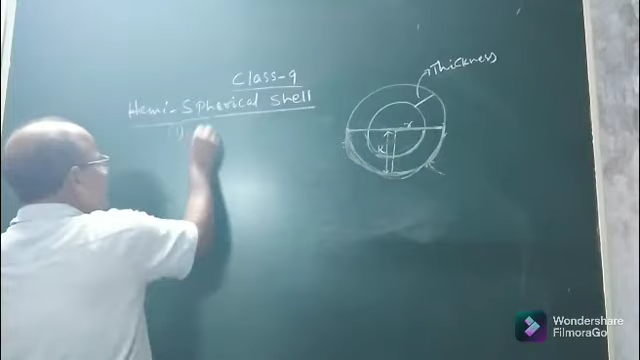 Class-9
Hemi-Spherical Shell
Thickness
r
Wondershare
FilmoraGo